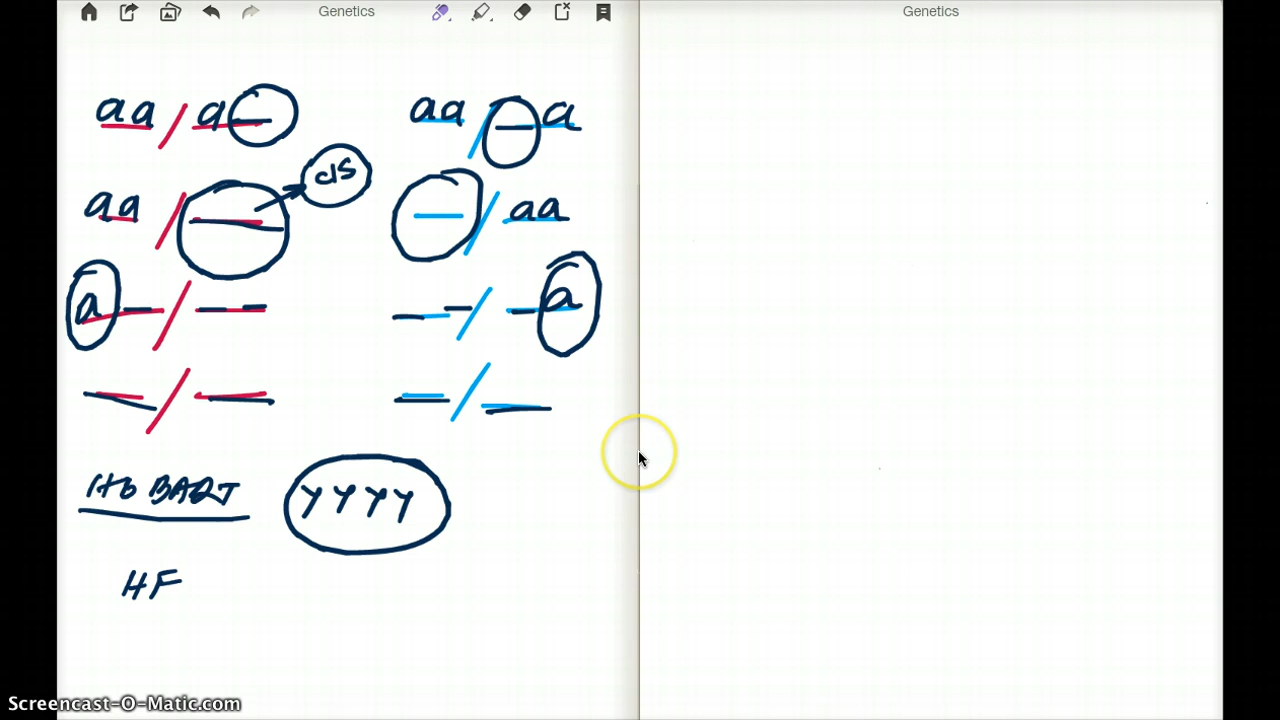 Genetics Genetics
aa / a — aa / — a
aa / — cis — / aa
a — / — — — — / — a
— / — — / —
Hb BART γγγγ
HF
Screencast-O-Matic.com